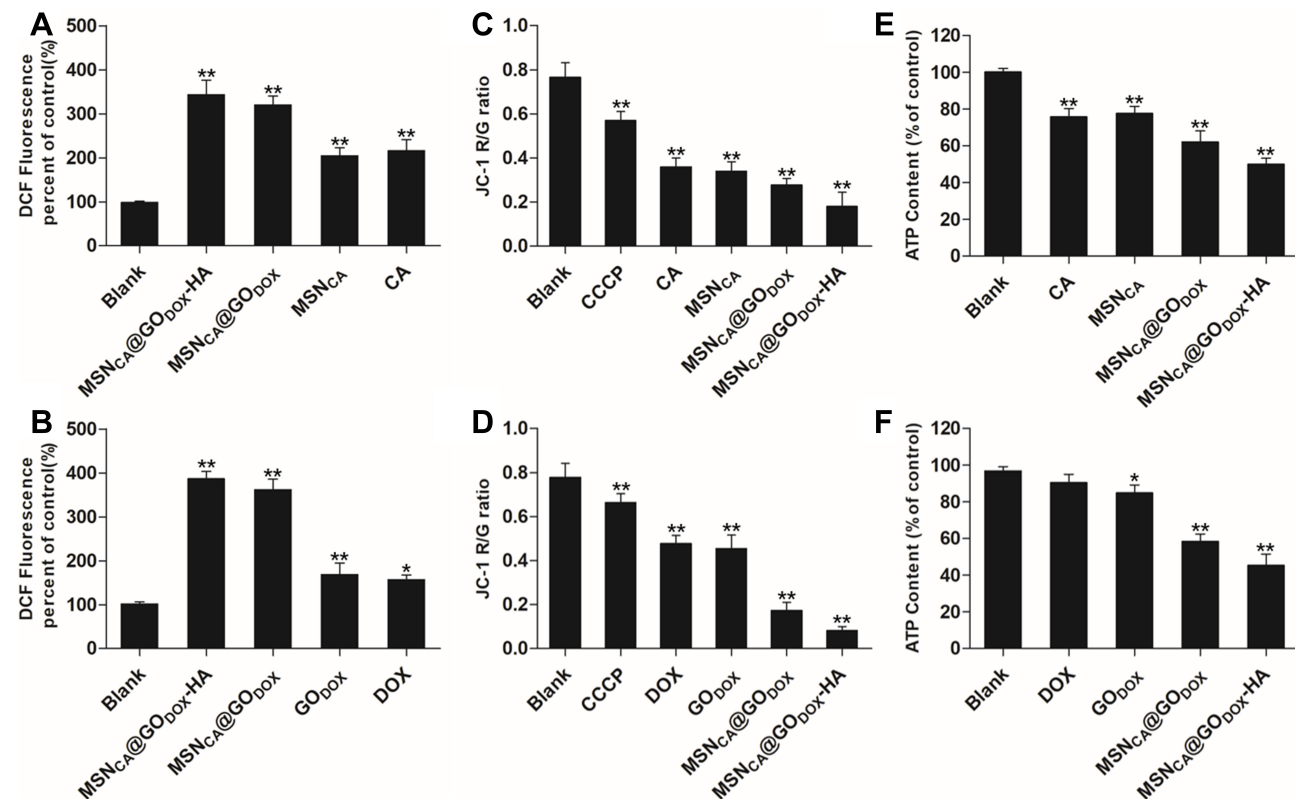 A
DCF Fluorescence
percent of control(%)
500
400
300
200
100
0
**
**
**
**
Blank
MSNCA@GODOX-HA
MSNCA@GODOX
MSNCA
CA
C
JC-1 R/G ratio
1.0
0.8
0.6
0.4
0.2
0.0
**
**
**
**
**
Blank
CCCP
CA
MSNCA
MSNCA@GODOX
MSNCA@GODOX-HA
E
ATP Content (% of control)
120
100
80
60
40
20
0
**
**
**
**
Blank
CA
MSNCA
MSNCA@GODOX
MSNCA@GODOX-HA
B
DCF Fluorescence
percent of control(%)
500
400
300
200
100
0
**
**
**
*
Blank
MSNCA@GODOX-HA
MSNCA@GODOX
GODOX
DOX
D
JC-1 R/G ratio
1.0
0.8
0.6
0.4
0.2
0.0
**
**
**
**
**
Blank
CCCP
DOX
GODOX
MSNCA@GODOX
MSNCA@GODOX-HA
F
ATP Content (% of control)
120
100
80
60
40
20
0
*
**
**
Blank
DOX
GODOX
MSNCA@GODOX
MSNCA@GODOX-HA